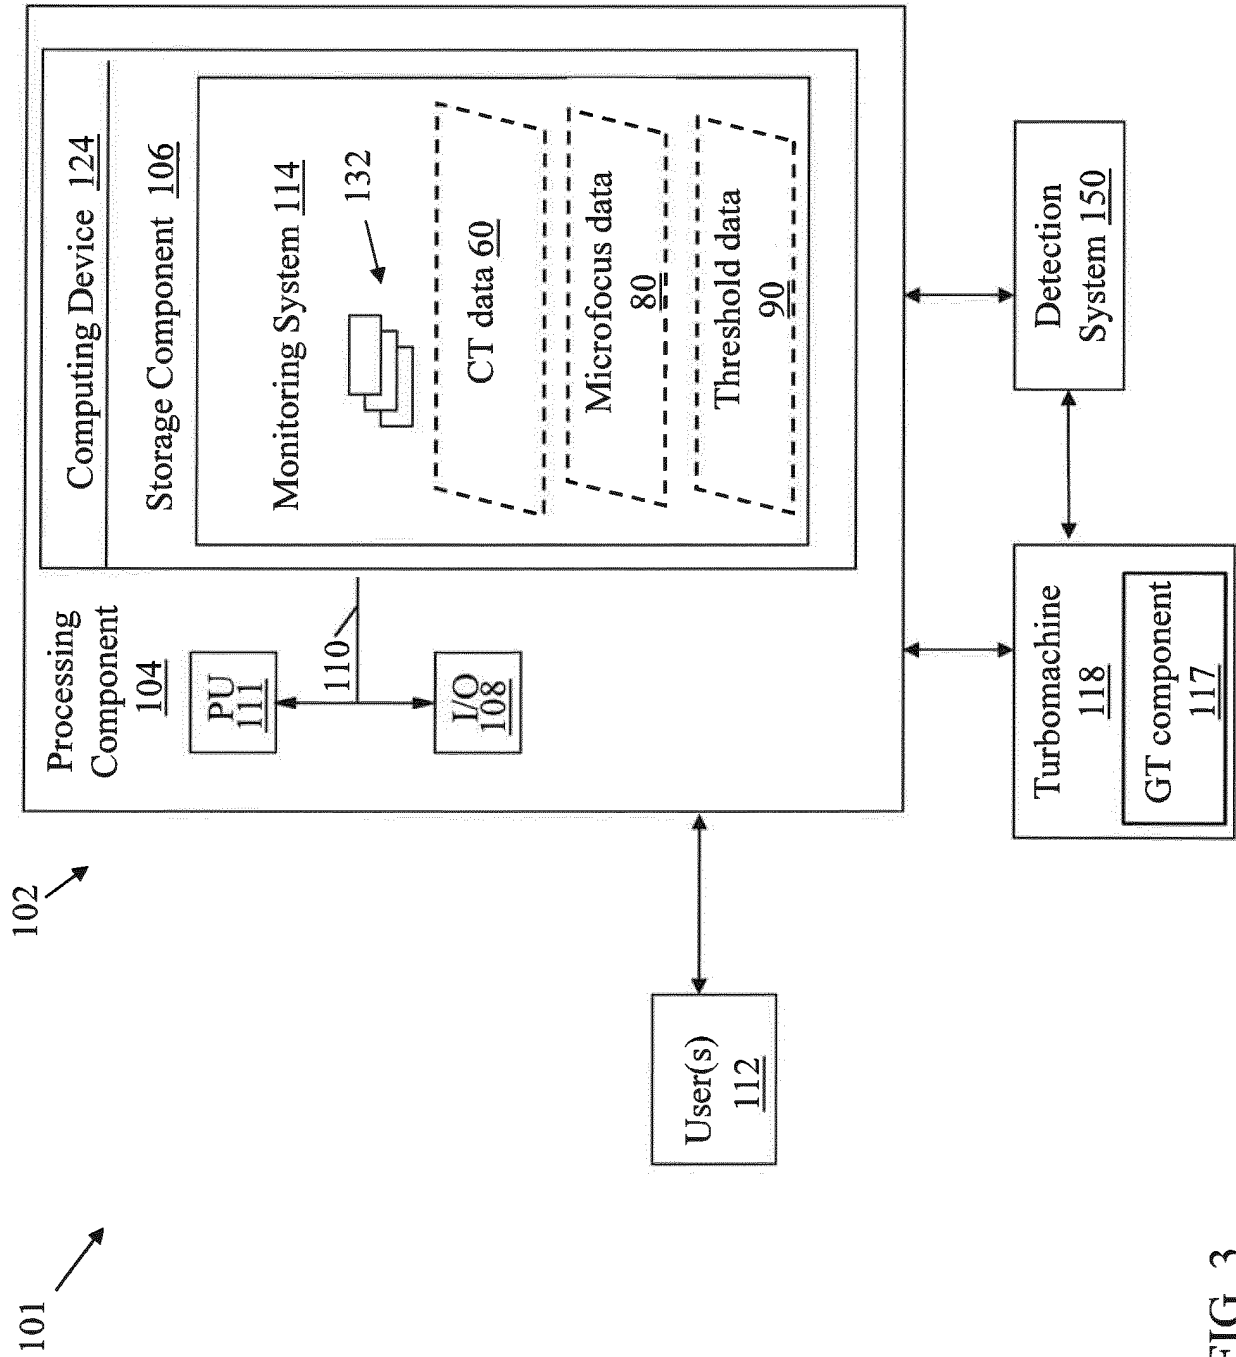 101
102
Processing
Component
104
Computing Device 124
Storage Component 106
Monitoring System 114
132
PU
111
110
I/O
108
CT data 60
Microfocus data
80
Threshold data
90
User(s)
112
Turbomachine
118
GT component
117
Detection
System 150
FIG. 3